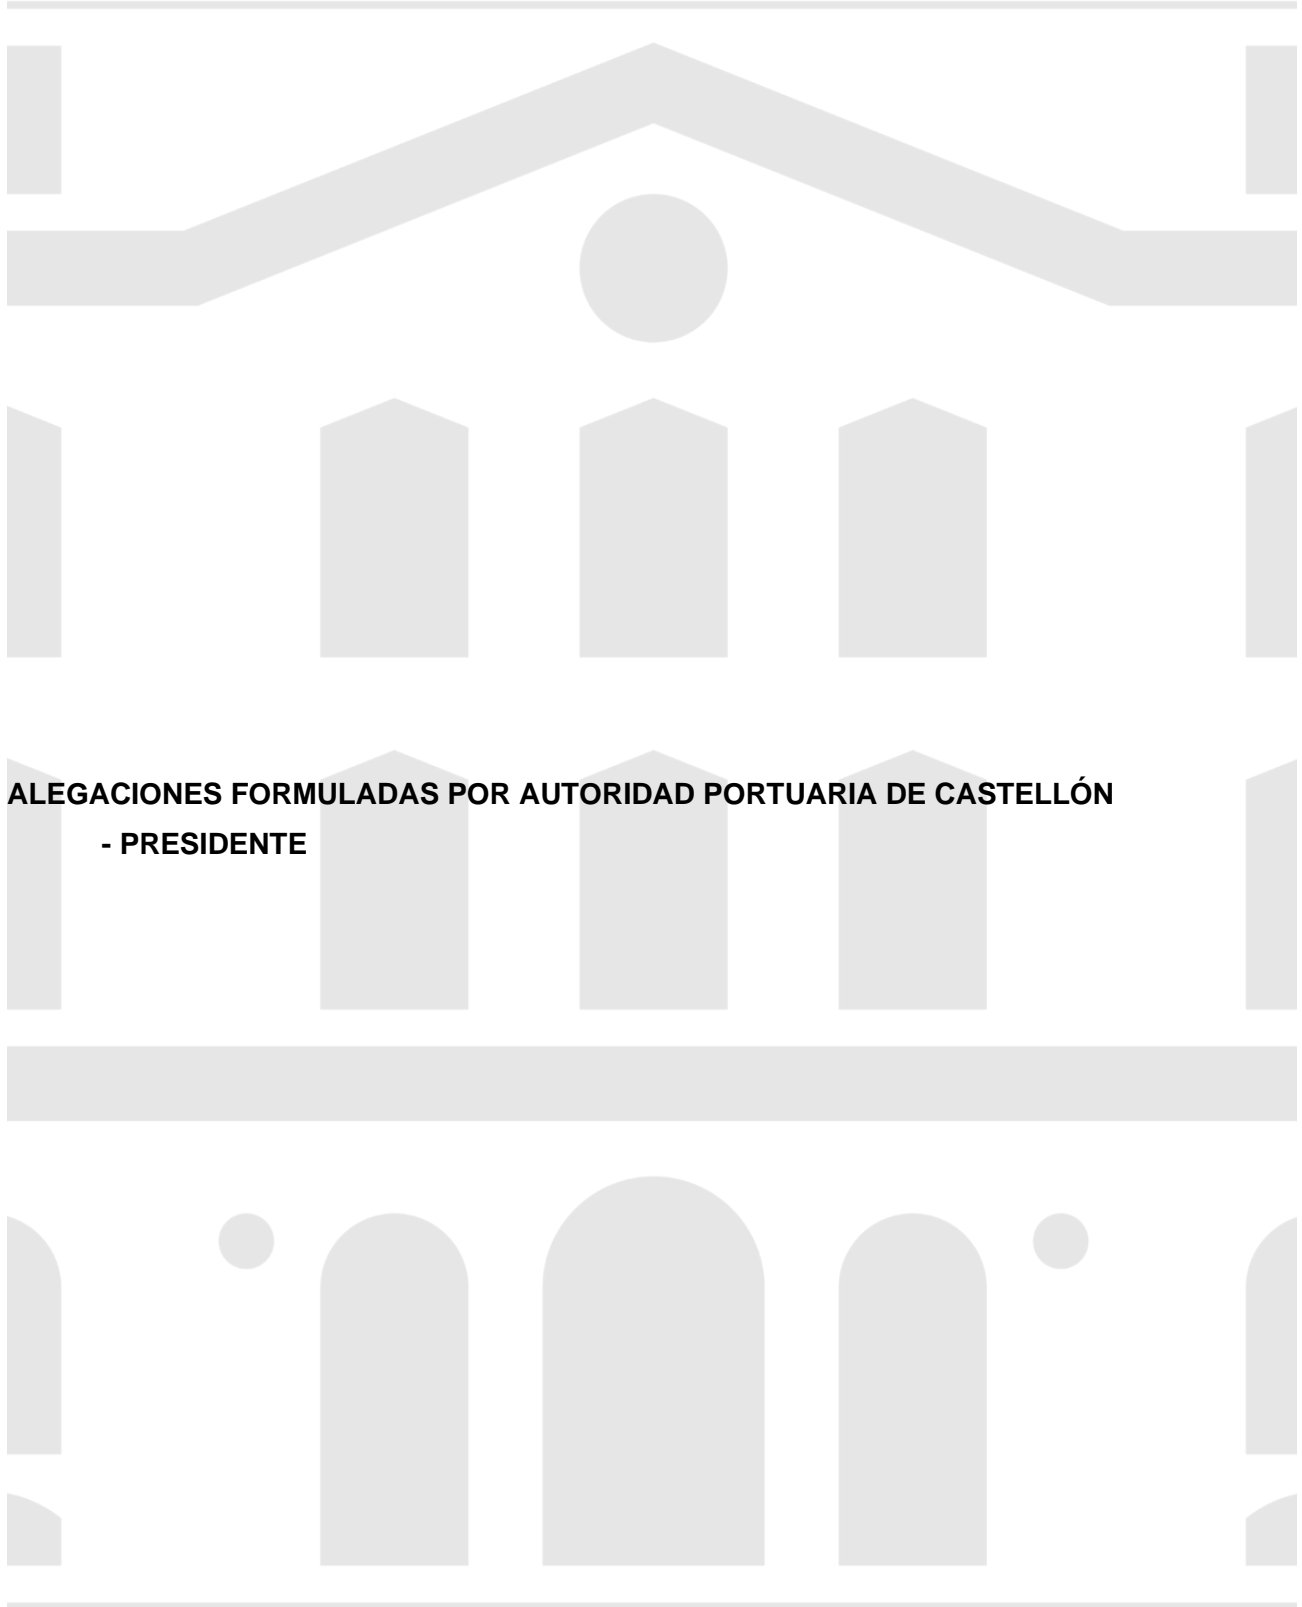 ALEGACIONES FORMULADAS POR AUTORIDAD PORTUARIA DE CASTELLÓN
- PRESIDENTE